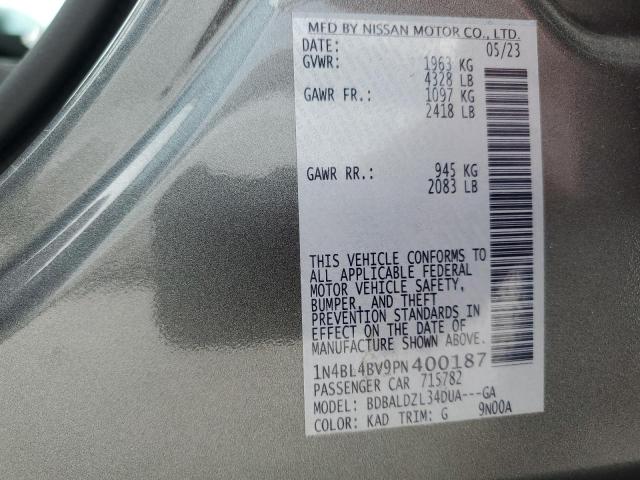 MFD BY NISSAN MOTOR CO., LTD.
DATE: 05/23
GVWR: 1963 KG
4328 LB
GAWR FR.: 1097 KG
2418 LB
GAWR RR.: 945 KG
2083 LB
THIS VEHICLE CONFORMS TO
ALL APPLICABLE FEDERAL
MOTOR VEHICLE SAFETY,
BUMPER, AND THEFT
PREVENTION STANDARDS IN
EFFECT ON THE DATE OF
MANUFACTURE SHOWN ABOVE.
1N4BL4BV9PN400187
PASSENGER CAR 715782
MODEL: BDBALDZL34DUA---GA
COLOR: KAD TRIM: G 9N00A